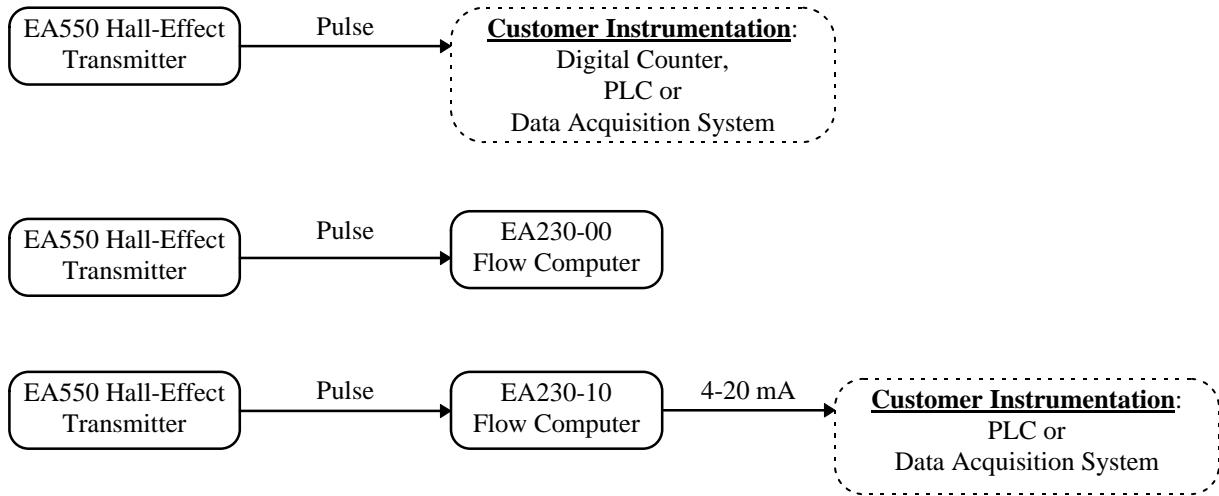 EA550 Hall-Effect
Transmitter
Pulse
Customer Instrumentation:
Digital Counter,
PLC or
Data Acquisition System
EA550 Hall-Effect
Transmitter
Pulse
EA230-00
Flow Computer
EA550 Hall-Effect
Transmitter
Pulse
EA230-10
Flow Computer
4-20 mA
Customer Instrumentation:
PLC or
Data Acquisition System